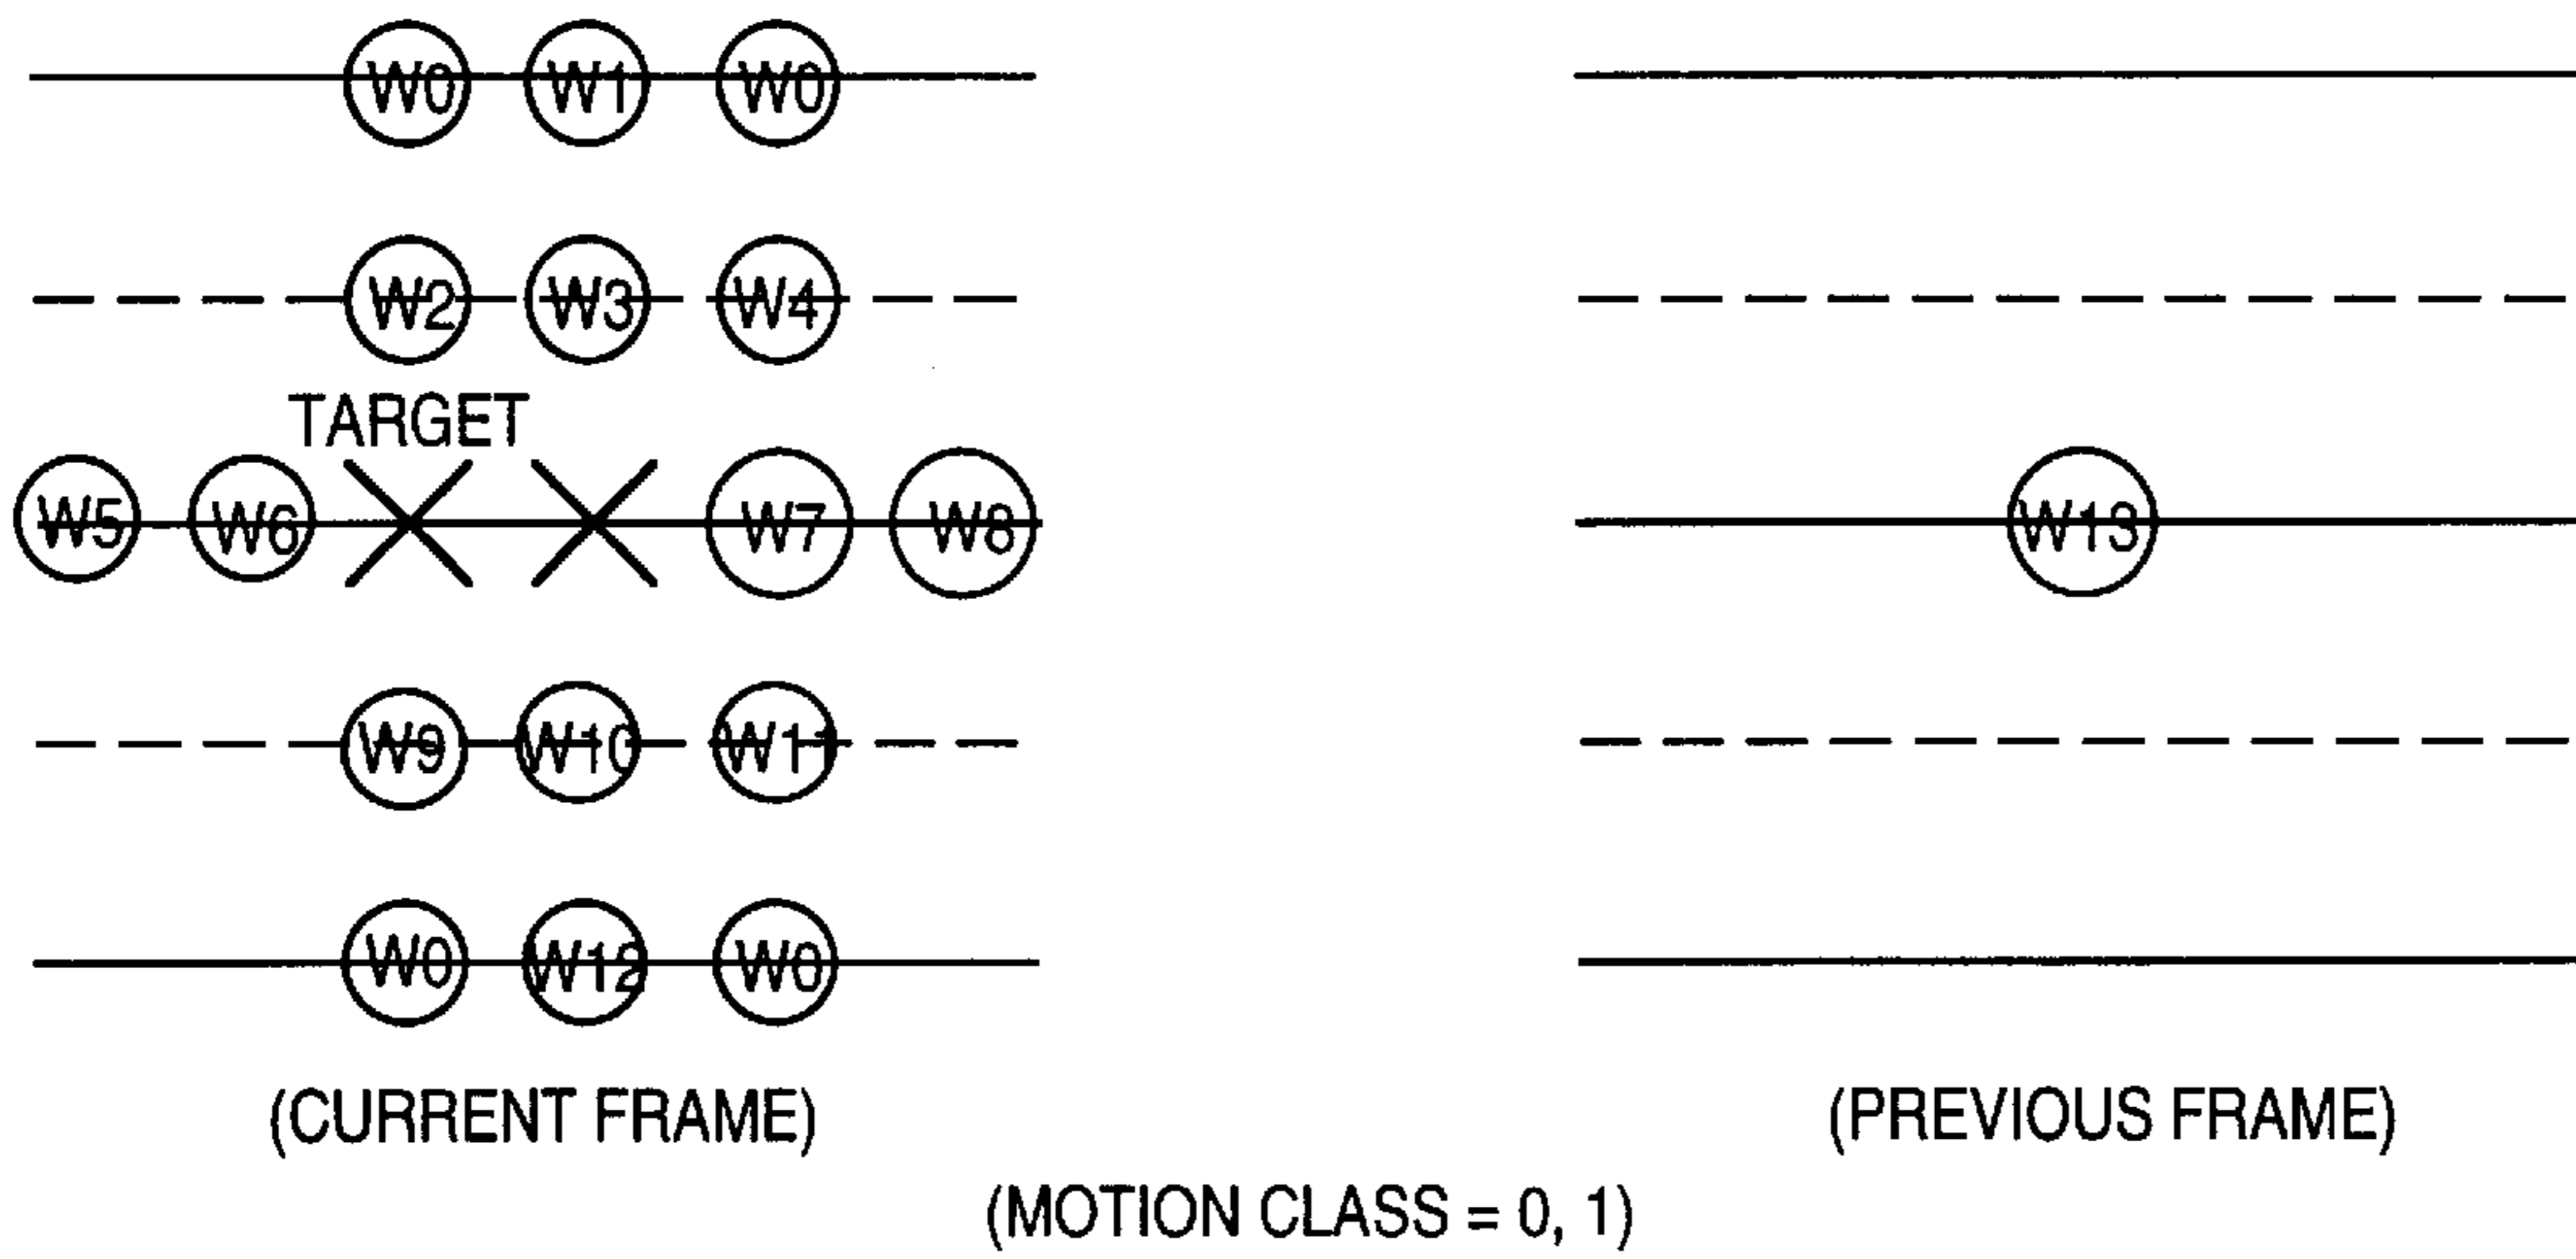 W0 W1 W0
W2 W3 W4
TARGET
W5 W6 W7 W8 W13
W9 W10 W11
W0 W12 W0
(CURRENT FRAME) (PREVIOUS FRAME)
(MOTION CLASS = 0, 1)